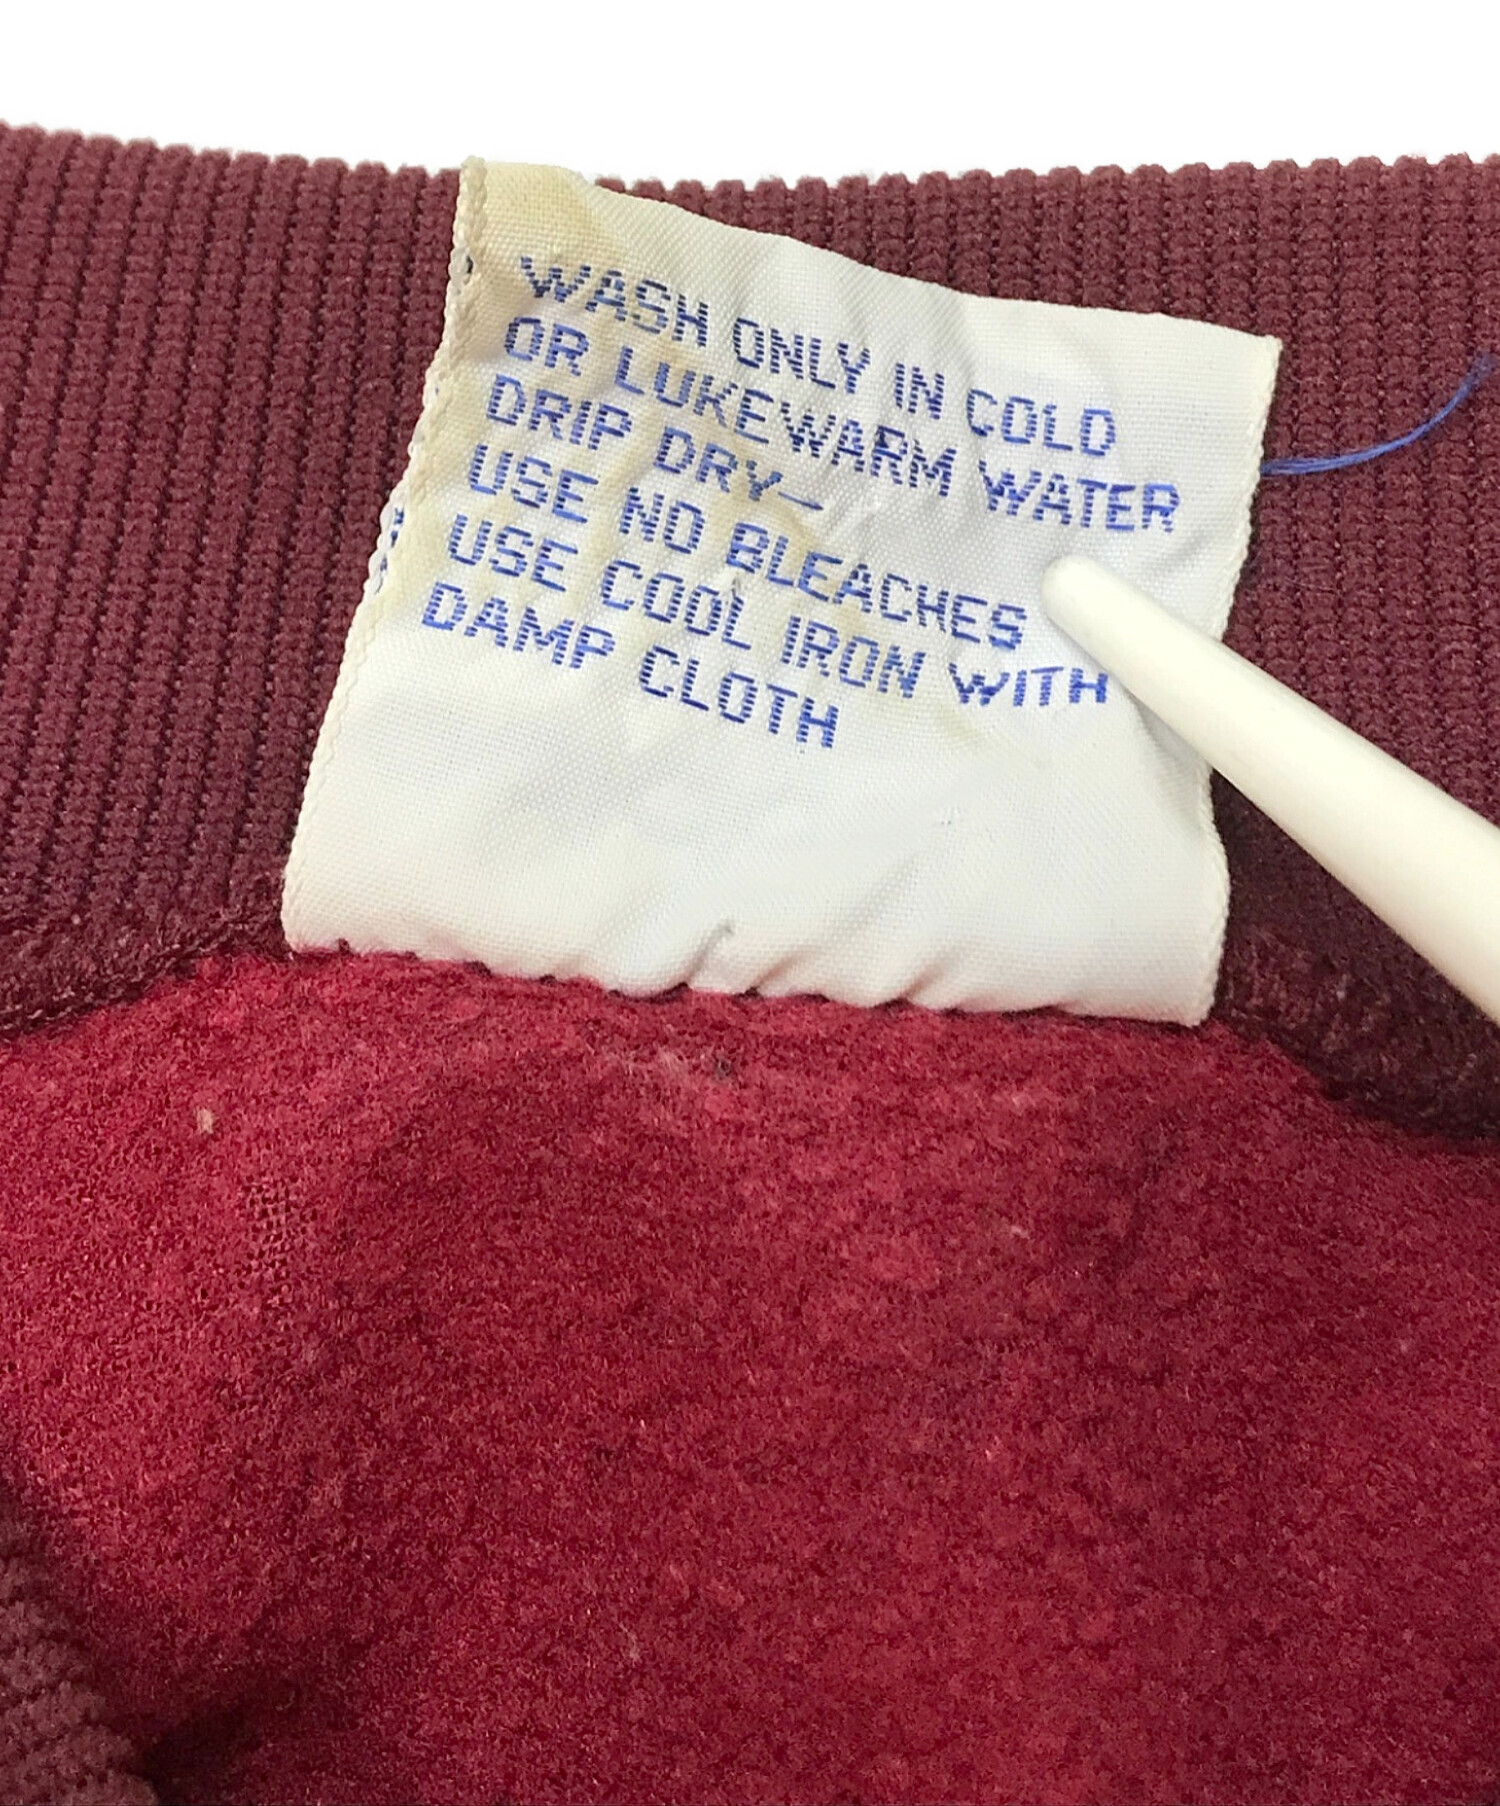 WASH ONLY IN COLD
OR LUKEWARM WATER
DRIP DRY—
USE NO BLEACHES
USE COOL IRON WITH
DAMP CLOTH